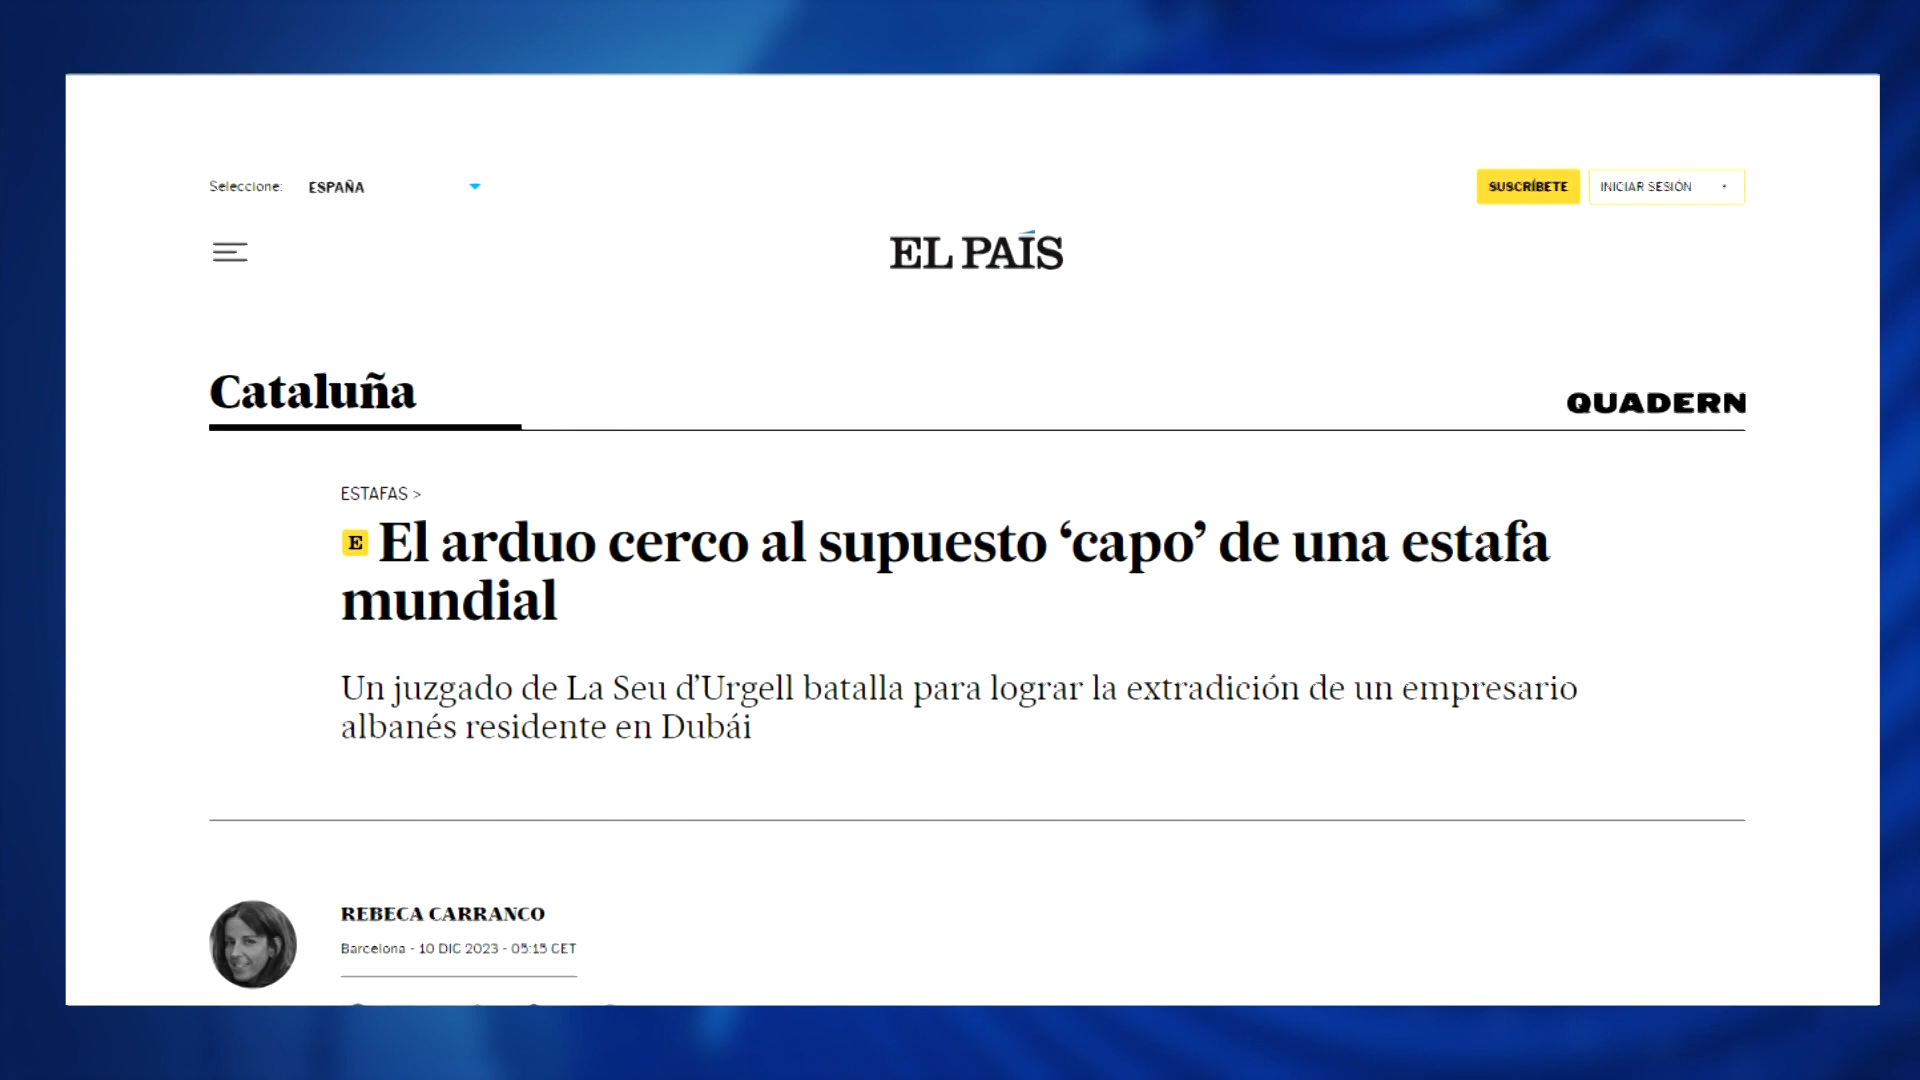 Seleccione: ESPAÑA
SUSCRÍBETE
INICIAR SESIÓN
EL PAÍS
Cataluña
QUADERN
ESTAFAS >
E El arduo cerco al supuesto ‘capo’ de una estafa
mundial
Un juzgado de La Seu d’Urgell batalla para lograr la extradición de un empresario
albanés residente en Dubái
REBECA CARRANCO
Barcelona - 10 DIC 2023 - 05:15 CET